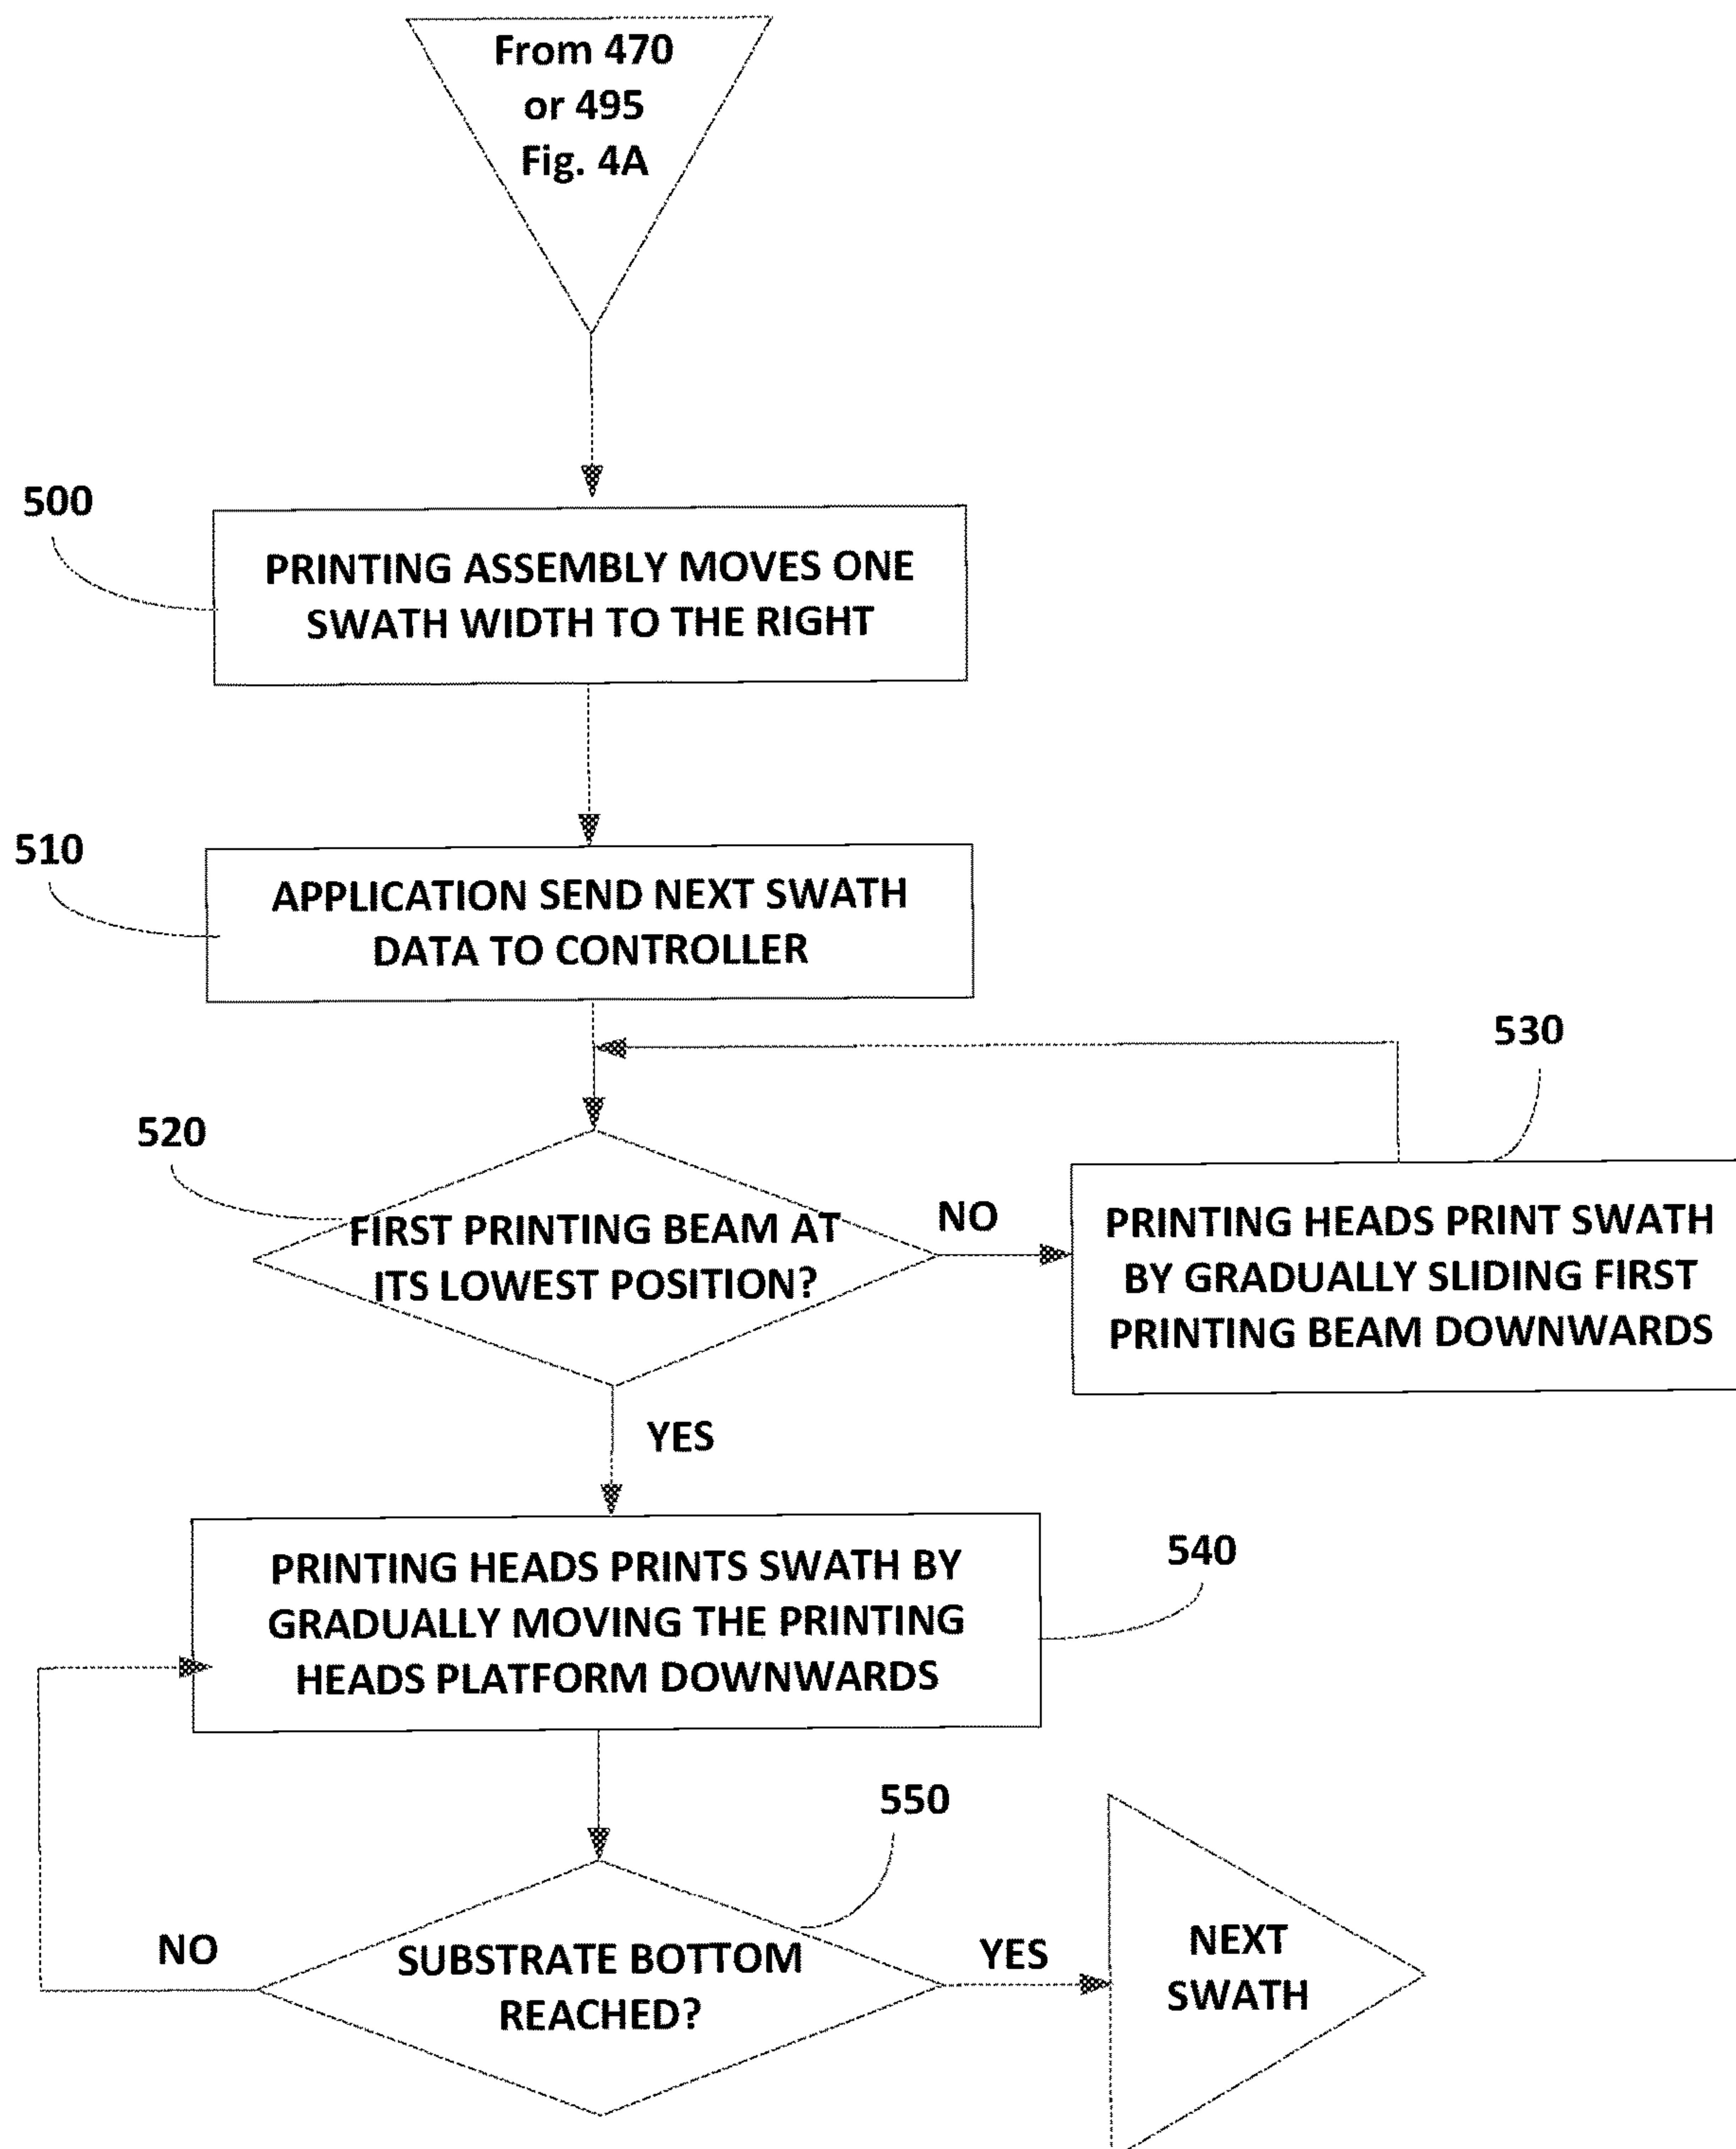 From 470
or 495
Fig. 4A
500
PRINTING ASSEMBLY MOVES ONE
SWATH WIDTH TO THE RIGHT
510
APPLICATION SEND NEXT SWATH
DATA TO CONTROLLER
530
520
FIRST PRINTING BEAM AT
ITS LOWEST POSITION?
NO
PRINTING HEADS PRINT SWATH
BY GRADUALLY SLIDING FIRST
PRINTING BEAM DOWNWARDS
YES
PRINTING HEADS PRINTS SWATH BY
GRADUALLY MOVING THE PRINTING
HEADS PLATFORM DOWNWARDS
540
550
NO
SUBSTRATE BOTTOM
REACHED?
YES
NEXT
SWATH